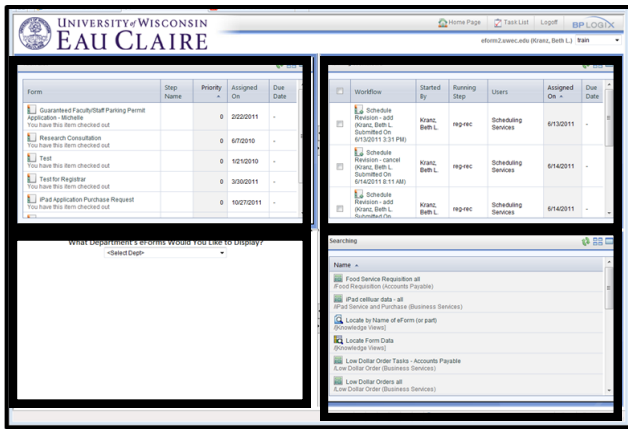 UNIVERSITY of WISCONSIN
EAU CLAIRE
Home Page Task List Logoff BP LOGIX
eform2.uwec.edu (Kranz, Beth L.) train
Form Step Name Priority Assigned On Due Date
Guaranteed Faculty/Staff Parking Permit
Application - Michelle
You have this item checked out
0 2/22/2011 -
Research Consultation
You have this item checked out
0 6/7/2010 -
Test
You have this item checked out
0 1/21/2010 -
Test for Registrar
You have this item checked out
0 3/30/2011 -
iPad Application Purchase Request
You have this item checked out
0 10/27/2011 -
Workflow Started By Running Step Users Assigned On Due Date
Schedule
Revision - add
(Kranz, Beth L.
Submitted On
6/13/2011 3:31 PM)
Kranz, Beth L. reg-rec Scheduling Services 6/13/2011 -
Schedule
Revision - cancel
(Kranz, Beth L.
Submitted On
6/14/2011 8:11 AM)
Kranz, Beth L. reg-rec Scheduling Services 6/14/2011 -
Schedule
Revision - add
(Kranz, Beth L.
Submitted On
Kranz, Beth L. reg-rec Scheduling Services 6/14/2011 -
What Department's eForms Would You Like to Display?
<Select Dept>
Searching
Name
Food Service Requisition all
/Food Requisition (Accounts Payable)
iPad celliuar data - all
/iPad Service and Purchase (Business Services)
Locate by Name of eForm (or part)
/[Knowledge Views]
Locate Form Data
/[Knowledge Views]
Low Dollar Order Tasks - Accounts Payable
/Low Dollar Order (Business Services)
Low Dollar Orders all
/Low Dollar Order (Business Services)